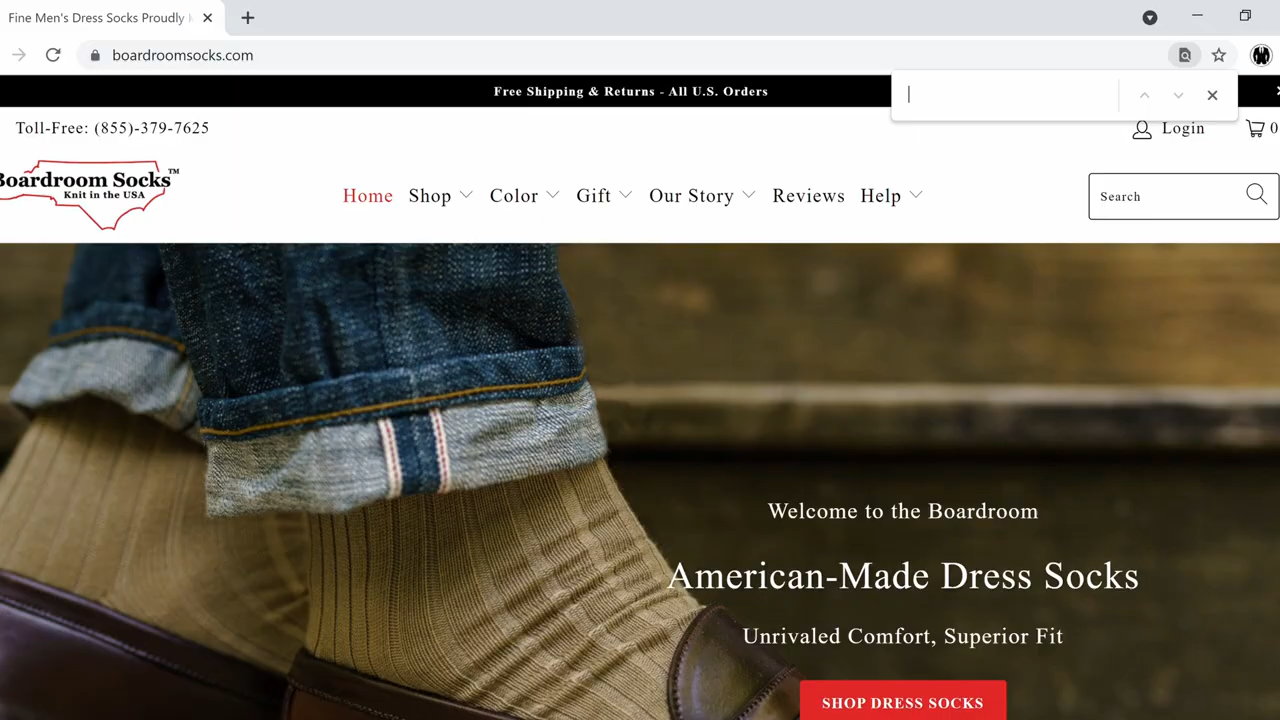 Fine Men's Dress Socks Proudly
boardroomsocks.com
Free Shipping & Returns - All U.S. Orders
Toll-Free: (855)-379-7625
Login
0
Boardroom Socks™
Knit in the USA
Home Shop Color Gift Our Story Reviews Help
Search
Welcome to the Boardroom
American-Made Dress Socks
Unrivaled Comfort, Superior Fit
SHOP DRESS SOCKS